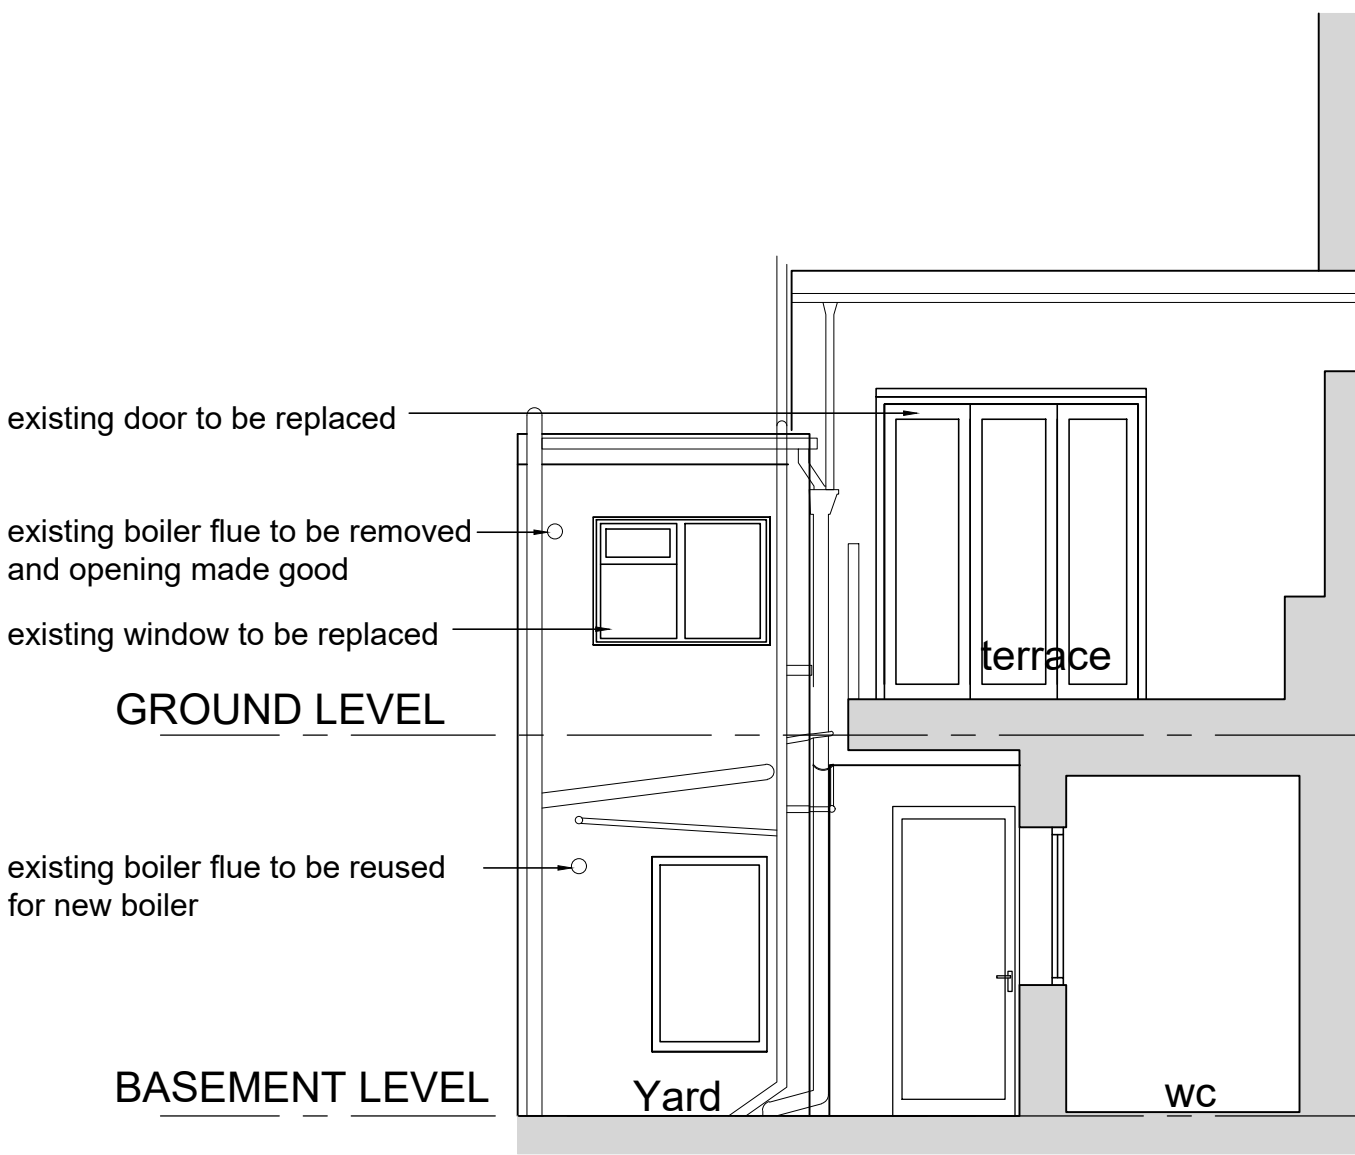 existing door to be replaced
existing boiler flue to be removed
and opening made good
existing window to be replaced
terrace
GROUND LEVEL
existing boiler flue to be reused
for new boiler
BASEMENT LEVEL
Yard
wc